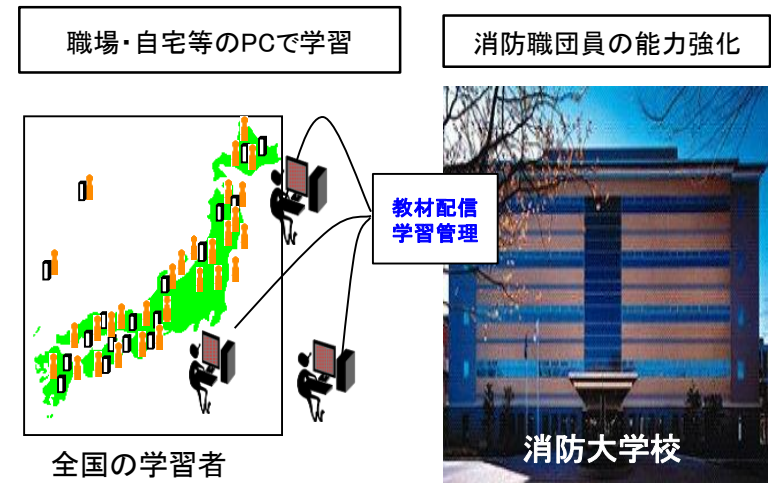 職場・自宅等のPCで学習
消防職団員の能力強化
教材配信
学習管理
全国の学習者
消防大学校